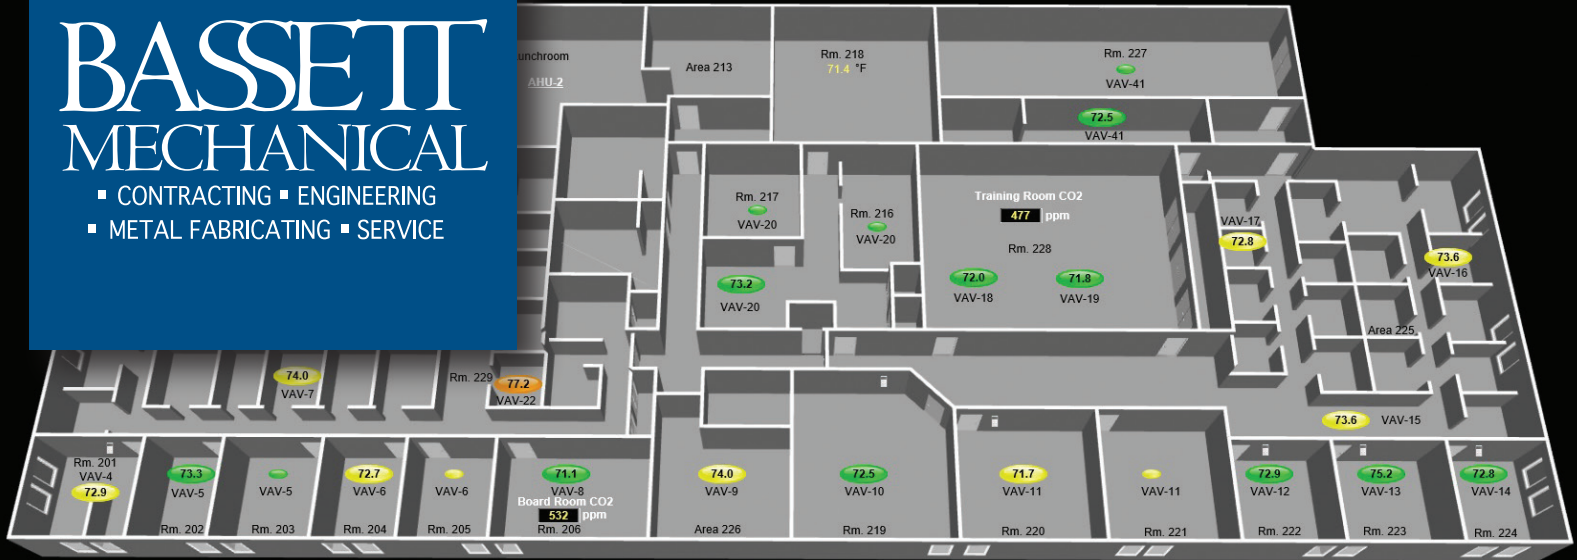 BASSETT
MECHANICAL
▪ CONTRACTING ▪ ENGINEERING
▪ METAL FABRICATING ▪ SERVICE
unchroom
AHU-2
Area 213
Rm. 218
71.4 °F
Rm. 227
VAV-41
72.5
VAV-41
Rm. 217
VAV-20
Rm. 216
VAV-20
73.2
VAV-20
Training Room CO2
477 ppm
Rm. 228
72.0
VAV-18
71.8
VAV-19
VAV-17
72.8
73.6
VAV-16
Area 225
73.6 VAV-15
74.0
VAV-7
Rm. 229
77.2
VAV-22
Rm. 201
VAV-4
72.9
73.3
VAV-5
Rm. 202
VAV-5
Rm. 203
72.7
VAV-6
Rm. 204
VAV-6
Rm. 205
71.1
VAV-8
Board Room CO2
532 ppm
Rm. 206
74.0
VAV-9
Area 226
72.5
VAV-10
Rm. 219
71.7
VAV-11
Rm. 220
VAV-11
Rm. 221
72.9
VAV-12
Rm. 222
75.2
VAV-13
Rm. 223
72.8
VAV-14
Rm. 224